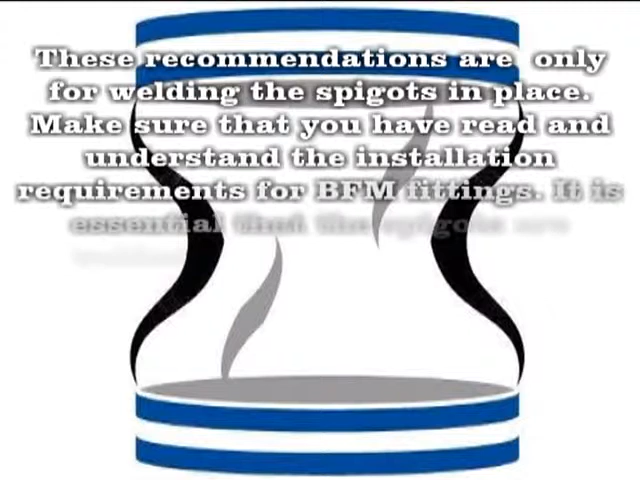 These recommendations are only
for welding the spigots in place.
Make sure that you have read and
understand the installation
requirements for BFM fittings. It is
essential that the spigots are